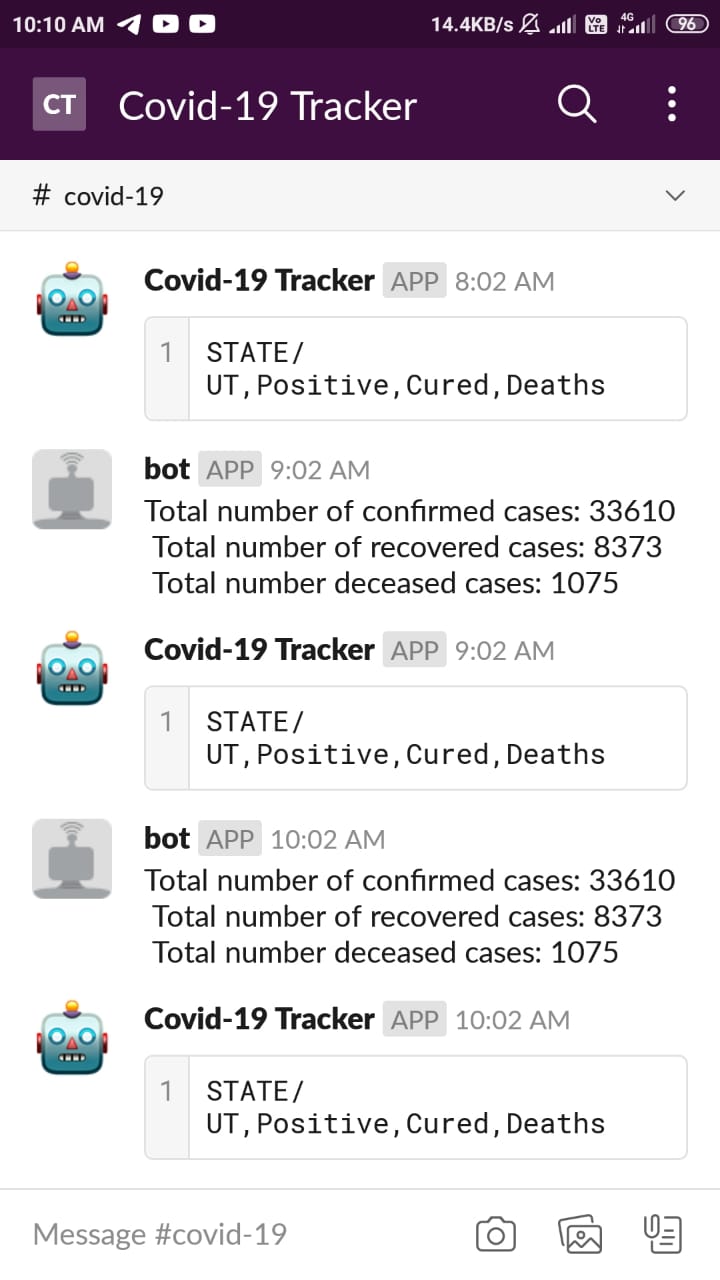 10:10 AM 14.4KB/s Vo LTE 4G 96
CT Covid-19 Tracker
# covid-19
Covid-19 Tracker APP 8:02 AM
1 STATE/
UT,Positive,Cured,Deaths
bot APP 9:02 AM
Total number of confirmed cases: 33610
Total number of recovered cases: 8373
Total number deceased cases: 1075
Covid-19 Tracker APP 9:02 AM
1 STATE/
UT,Positive,Cured,Deaths
bot APP 10:02 AM
Total number of confirmed cases: 33610
Total number of recovered cases: 8373
Total number deceased cases: 1075
Covid-19 Tracker APP 10:02 AM
1 STATE/
UT,Positive,Cured,Deaths
Message #covid-19